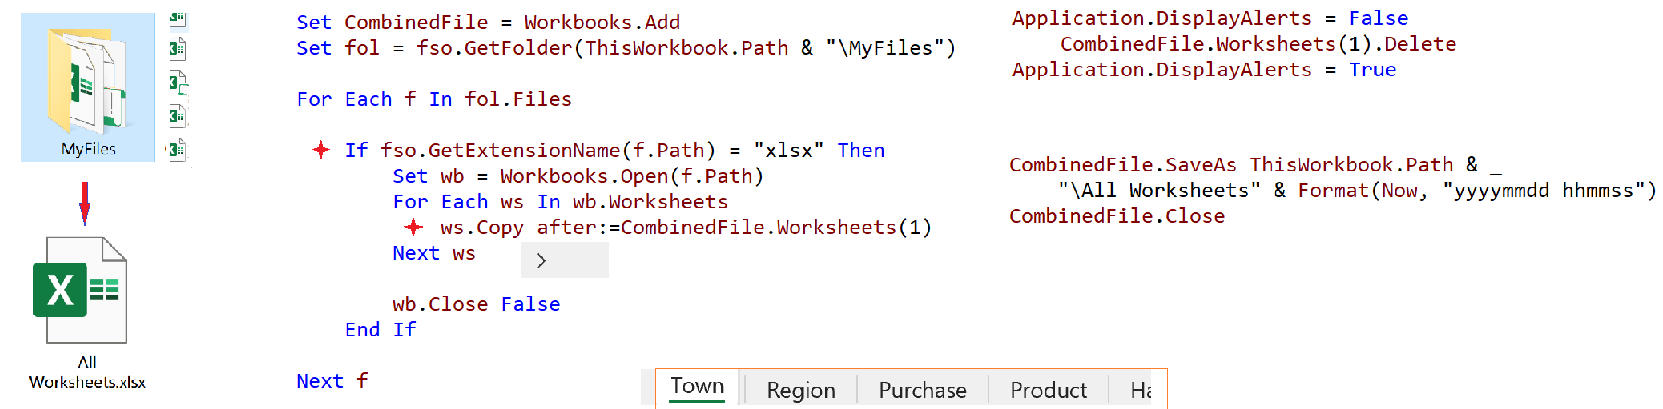 MyFiles
All
Worksheets.xlsx
Set CombinedFile = Workbooks.Add
Set fol = fso.GetFolder(ThisWorkbook.Path & "\MyFiles")
For Each f In fol.Files
If fso.GetExtensionName(f.Path) = "xlsx" Then
Set wb = Workbooks.Open(f.Path)
For Each ws In wb.Worksheets
ws.Copy after:=CombinedFile.Worksheets(1)
Next ws
wb.Close False
End If
Next f
Application.DisplayAlerts = False
CombinedFile.Worksheets(1).Delete
Application.DisplayAlerts = True
CombinedFile.SaveAs ThisWorkbook.Path & _
"\All Worksheets" & Format(Now, "yyyymmdd hhmmss")
CombinedFile.Close
Town Region Purchase Product